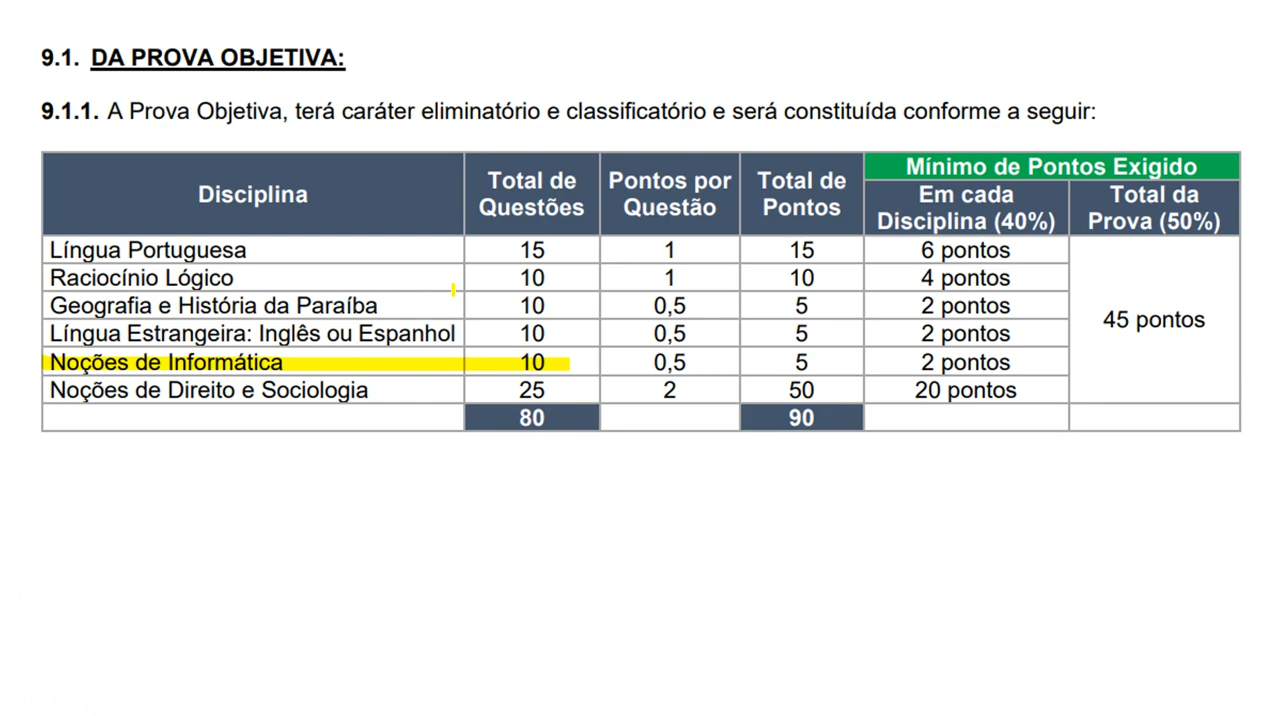 9.1. DA PROVA OBJETIVA:
9.1.1. A Prova Objetiva, terá caráter eliminatório e classificatório e será constituída conforme a seguir:
Disciplina Total de Questões Pontos por Questão Total de Pontos Mínimo de Pontos Exigido
Em cada Disciplina (40%) Total da Prova (50%)
Língua Portuguesa 15 1 15 6 pontos
Raciocínio Lógico 10 1 10 4 pontos
Geografia e História da Paraíba 10 0,5 5 2 pontos
45 pontos
Língua Estrangeira: Inglês ou Espanhol 10 0,5 5 2 pontos
Noções de Informática 10 0,5 5 2 pontos
Noções de Direito e Sociologia 25 2 50 20 pontos
80 90